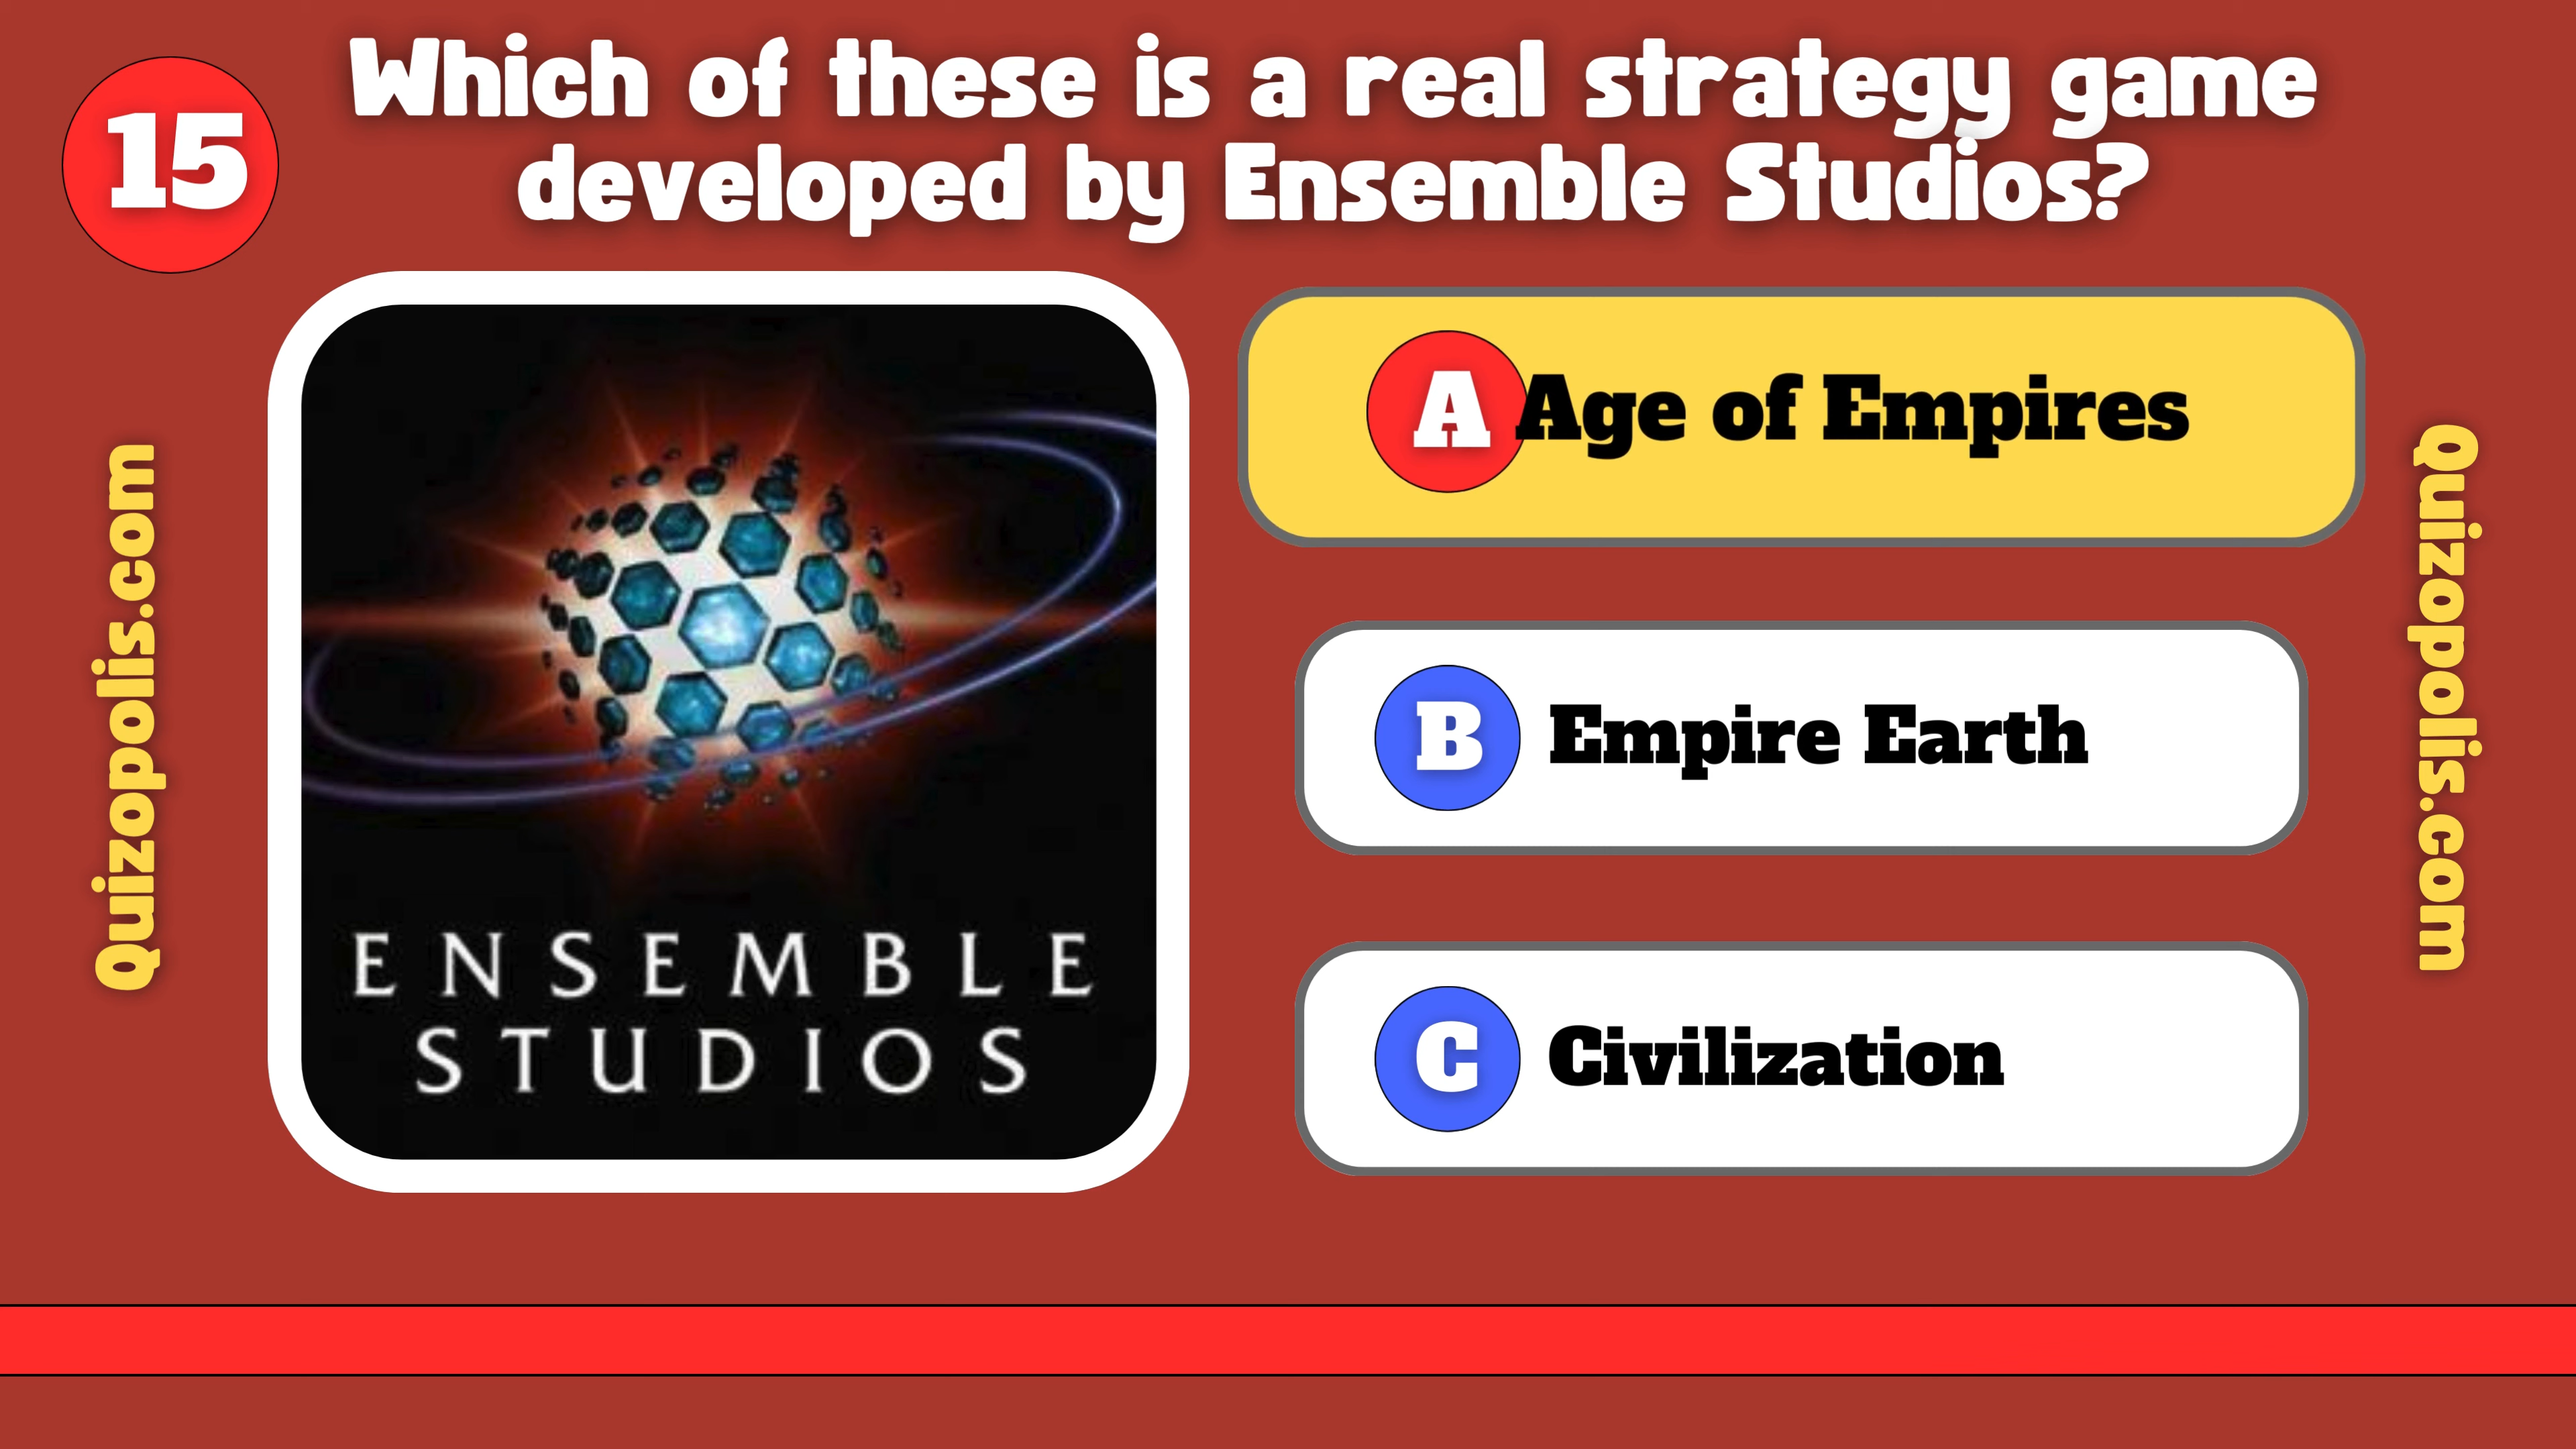 15
Which of these is a real strategy game
developed by Ensemble Studios?
Quizopolis.com
ENSEMBLE
STUDIOS
A Age of Empires
B Empire Earth
C Civilization
Quizopolis.com